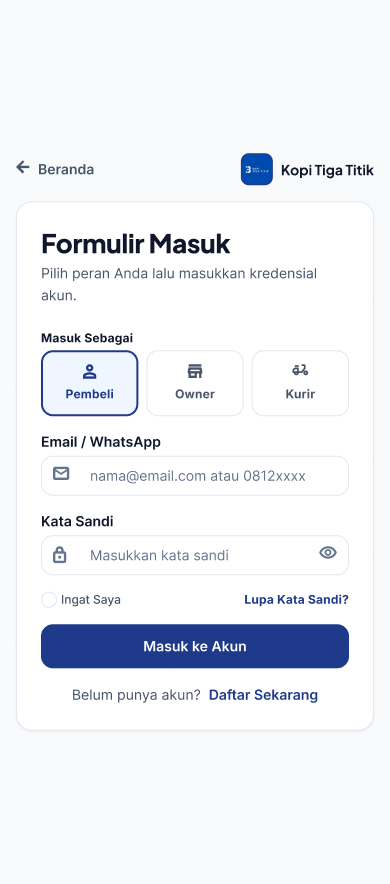 Beranda
Kopi Tiga Titik
Formulir Masuk
Pilih peran Anda lalu masukkan kredensial
akun.
Masuk Sebagai
Pembeli
Owner
Kurir
Email / WhatsApp
nama@email.com atau 0812xxxx
Kata Sandi
Masukkan kata sandi
Ingat Saya
Lupa Kata Sandi?
Masuk ke Akun
Belum punya akun? Daftar Sekarang